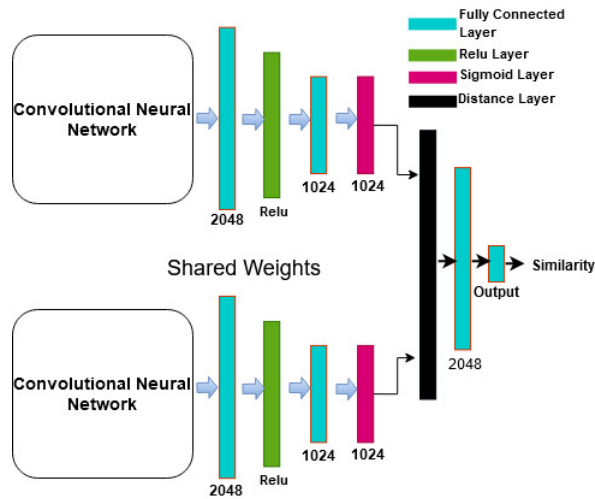 Fully Connected
Layer
Relu Layer
Sigmoid Layer
Distance Layer
Convolutional Neural
Network
2048
Relu
1024
1024
Shared Weights
Similarity
Output
2048
Convolutional Neural
Network
2048
Relu
1024
1024